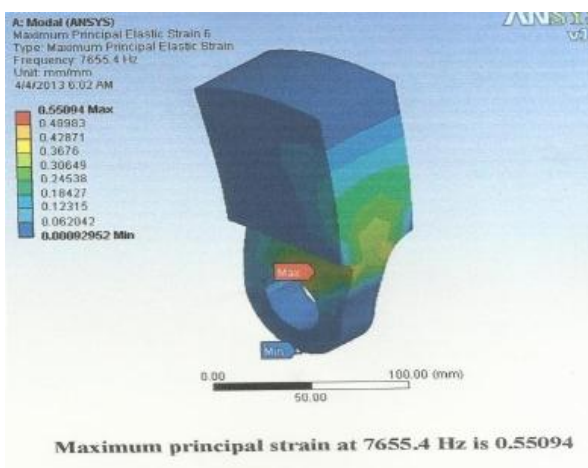 A: Modal (ANSYS)
Maximum Principal Elastic Strain 6
Type: Maximum Principal Elastic Strain
Frequency: 7655.4 Hz
Unit: mm/mm
4/4/2013 6:02 AM
ANSYS
v1
0.55094 Max
0.48983
0.42871
0.3676
0.30649
0.24538
0.18427
0.12315
0.062042
0.00092952 Min
Max
Min
0.00
100.00 (mm)
50.00
Maximum principal strain at 7655.4 Hz is 0.55094